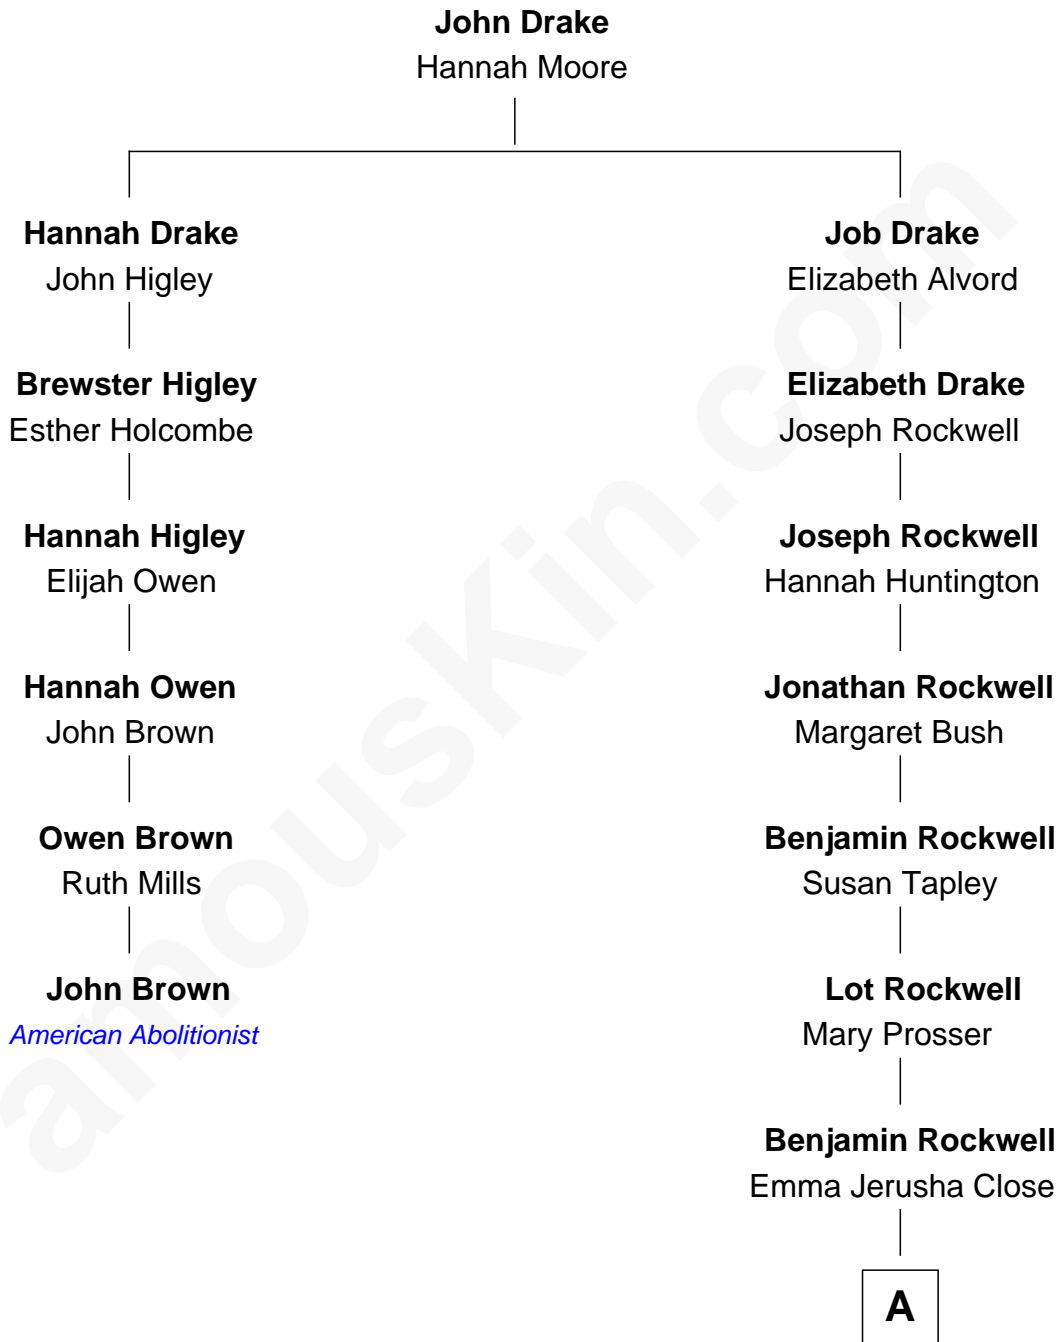 John Drake
Hannah Moore
Hannah Drake
John Higley
Job Drake
Elizabeth Alvord
Brewster Higley
Esther Holcombe
Elizabeth Drake
Joseph Rockwell
Hannah Higley
Elijah Owen
Joseph Rockwell
Hannah Huntington
Hannah Owen
John Brown
Jonathan Rockwell
Margaret Bush
Owen Brown
Ruth Mills
Benjamin Rockwell
Susan Tapley
John Brown
American Abolitionist
Lot Rockwell
Mary Prosser
Benjamin Rockwell
Emma Jerusha Close
A
amouskin.com